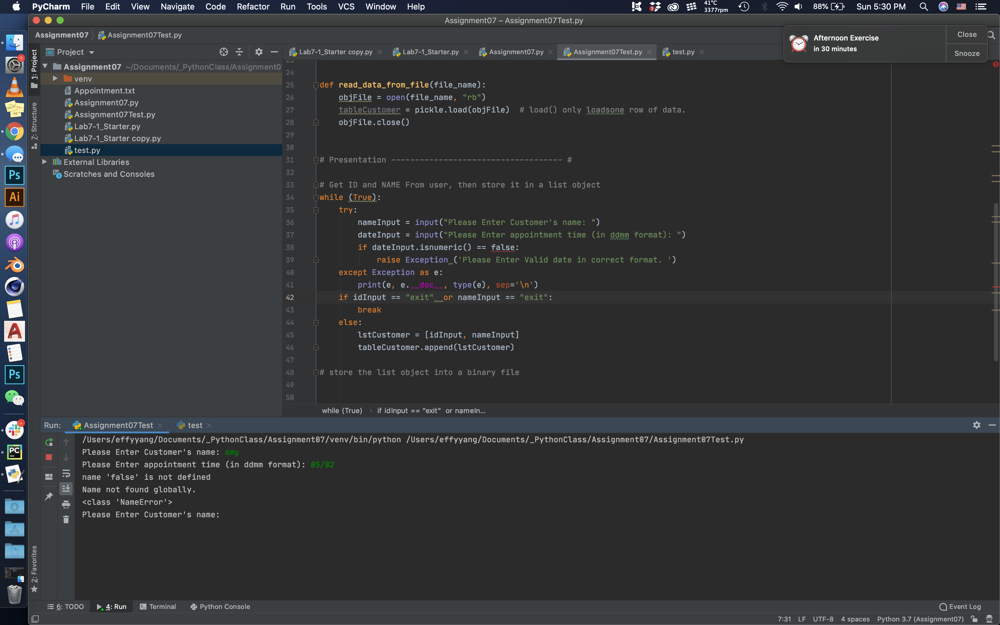 PyCharm File Edit View Navigate Code Refactor Run Tools VCS Window Help
41°C
3377rpm
88% Sun 5:30 PM
Assignment07 – Assignment07Test.py
Assignment07 Assignment07Test.py
Afternoon Exercise
in 30 minutes
Close
Snooze
Project
Lab7-1_Starter copy.py Lab7-1_Starter.py Assignment07.py Assignment07Test.py test.py
1: Project
Z: Structure
2: Favorites
Assignment07 ~/Documents/_PythonClass/Assignment0
venv
Appointment.txt
Assignment07.py
Assignment07Test.py
Lab7-1_Starter.py
Lab7-1_Starter copy.py
test.py
External Libraries
Scratches and Consoles
Ps
Ai
Ps
PC
1
1
23
24
25 def read_data_from_file(file_name):
26 objFile = open(file_name, "rb")
27 tableCustomer = pickle.load(objFile) # load() only loadsone row of data.
28 objFile.close()
29
30
31 # Presentation ------------------------------------ #
32
33 # Get ID and NAME From user, then store it in a list object
34 while (True):
35 try:
36 nameInput = input("Please Enter Customer's name: ")
37 dateInput = input("Please Enter appointment time (in ddmm format): ")
38 if dateInput.isnumeric() == false:
39 raise Exception ('Please Enter Valid date in correct format. ')
40 except Exception as e:
41 print(e, e.__doc__, type(e), sep='\n')
42 if idInput == "exit"  or nameInput == "exit":
43 break
44 else:
45 lstCustomer = [idInput, nameInput]
46 tableCustomer.append(lstCustomer)
47
48 # store the list object into a binary file
49
50
while (True) › if idInput == "exit"  or nameIn...
Run: Assignment07Test test
/Users/effyyang/Documents/_PythonClass/Assignment07/venv/bin/python /Users/effyyang/Documents/_PythonClass/Assignment07/Assignment07Test.py
Please Enter Customer's name: amy
Please Enter appointment time (in ddmm format): 05/02
name 'false' is not defined
Name not found globally.
<class 'NameError'>
Please Enter Customer's name:
6: TODO 4: Run Terminal Python Console Event Log
7:31 LF UTF-8 4 spaces Python 3.7 (Assignment07)